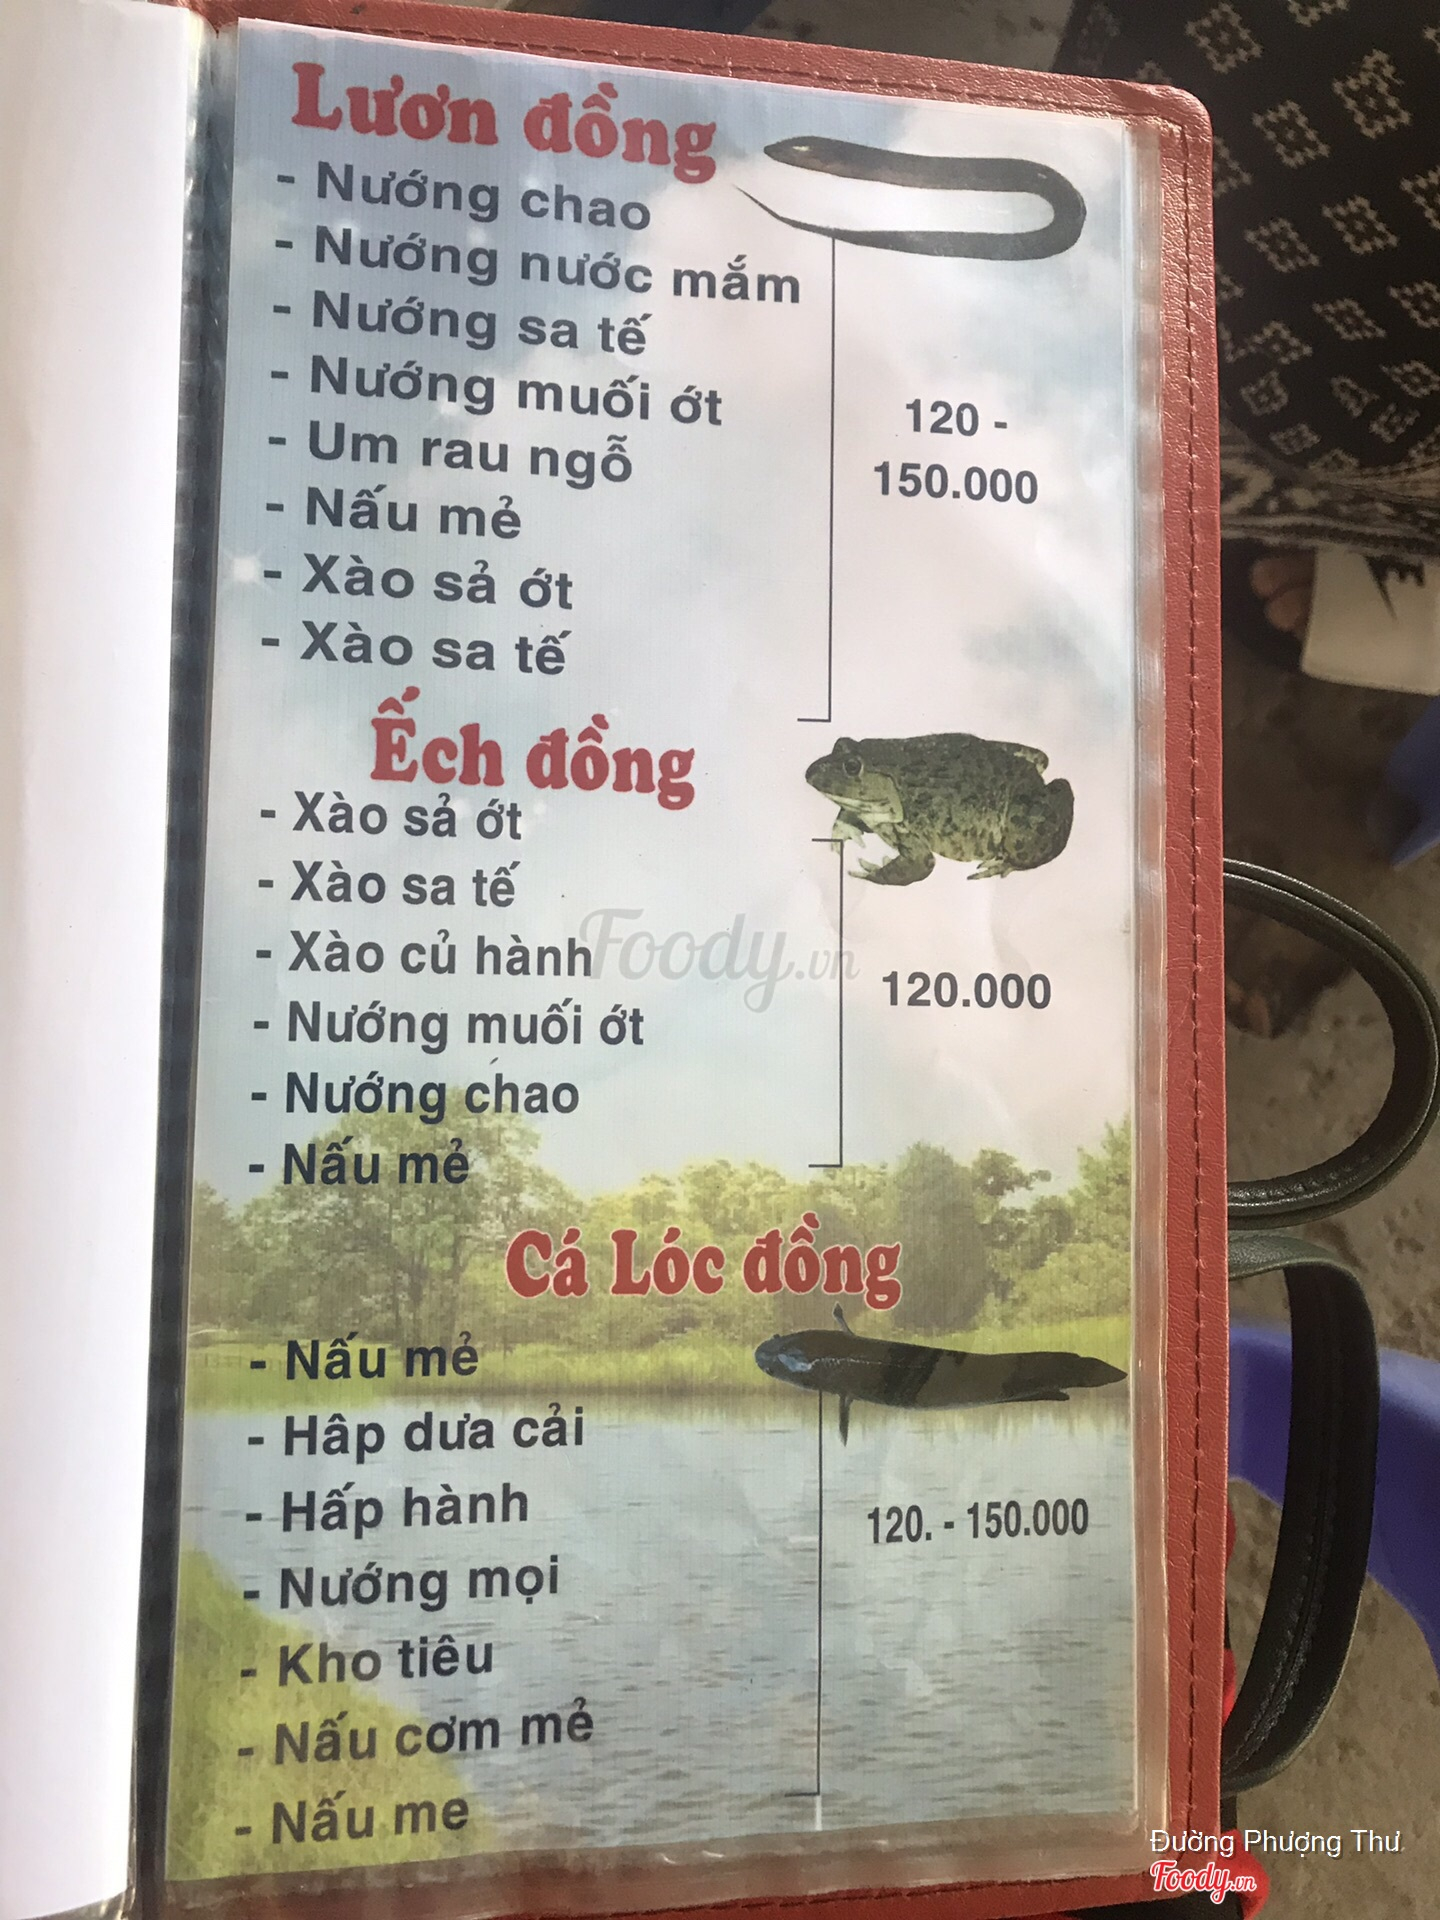 Lươn đồng
- Nướng chao
- Nướng nước mắm
- Nướng sa tế
- Nướng muối ớt
- Um rau ngỗ
- Nấu mẻ
- Xào sả ớt
- Xào sa tế
120 -
150.000
Ếch đồng
- Xào sả ớt
- Xào sa tế
- Xào củ hành
- Nướng muối ớt
- Nướng chao
- Nấu mẻ
120.000
Foody.vn
Cá Lóc đồng
- Nấu mẻ
- Hâp dưa cải
- Hấp hành
- Nướng mọi
- Kho tiêu
- Nấu cơm mẻ
- Nấu me
120. - 150.000
Đường Phượng Thư
Foody.vn